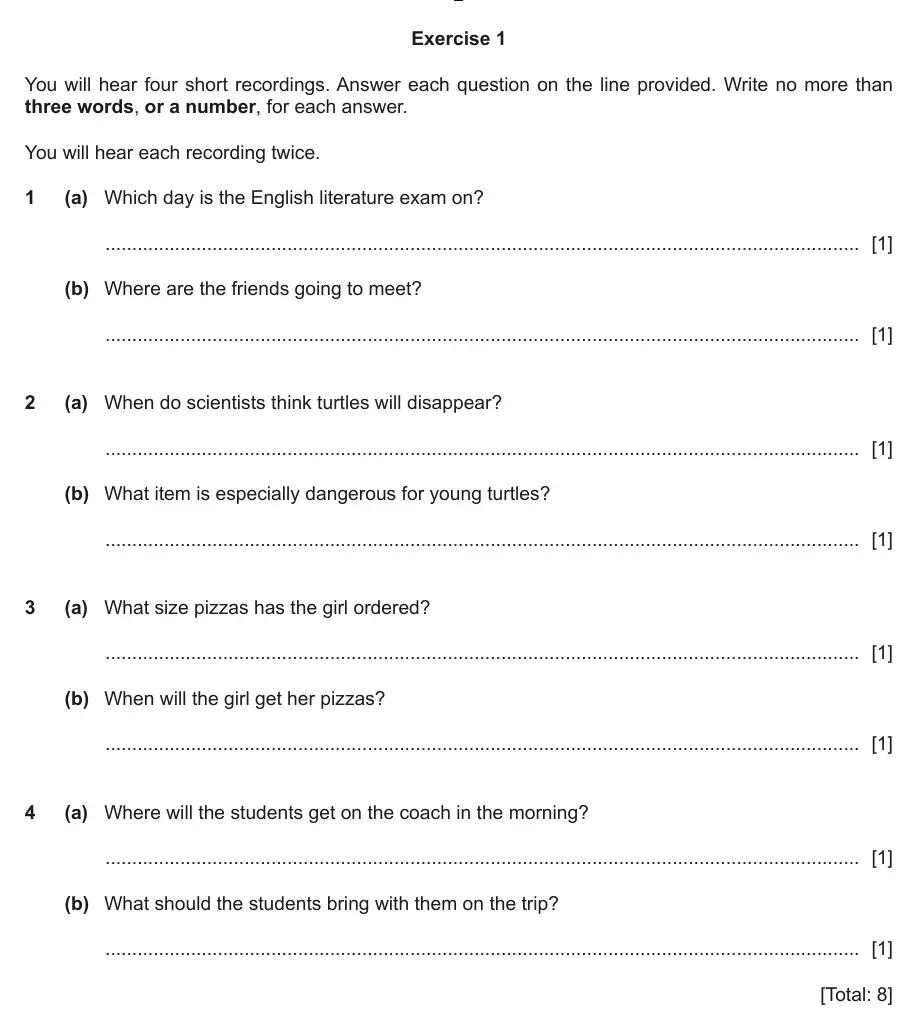 Exercise 1
You will hear four short recordings. Answer each question on the line provided. Write no more than
three words, or a number, for each answer.
You will hear each recording twice.
1 (a) Which day is the English literature exam on?
.............................................................................................................................................. [1]
(b) Where are the friends going to meet?
.............................................................................................................................................. [1]
2 (a) When do scientists think turtles will disappear?
.............................................................................................................................................. [1]
(b) What item is especially dangerous for young turtles?
.............................................................................................................................................. [1]
3 (a) What size pizzas has the girl ordered?
.............................................................................................................................................. [1]
(b) When will the girl get her pizzas?
.............................................................................................................................................. [1]
4 (a) Where will the students get on the coach in the morning?
.............................................................................................................................................. [1]
(b) What should the students bring with them on the trip?
.............................................................................................................................................. [1]
[Total: 8]